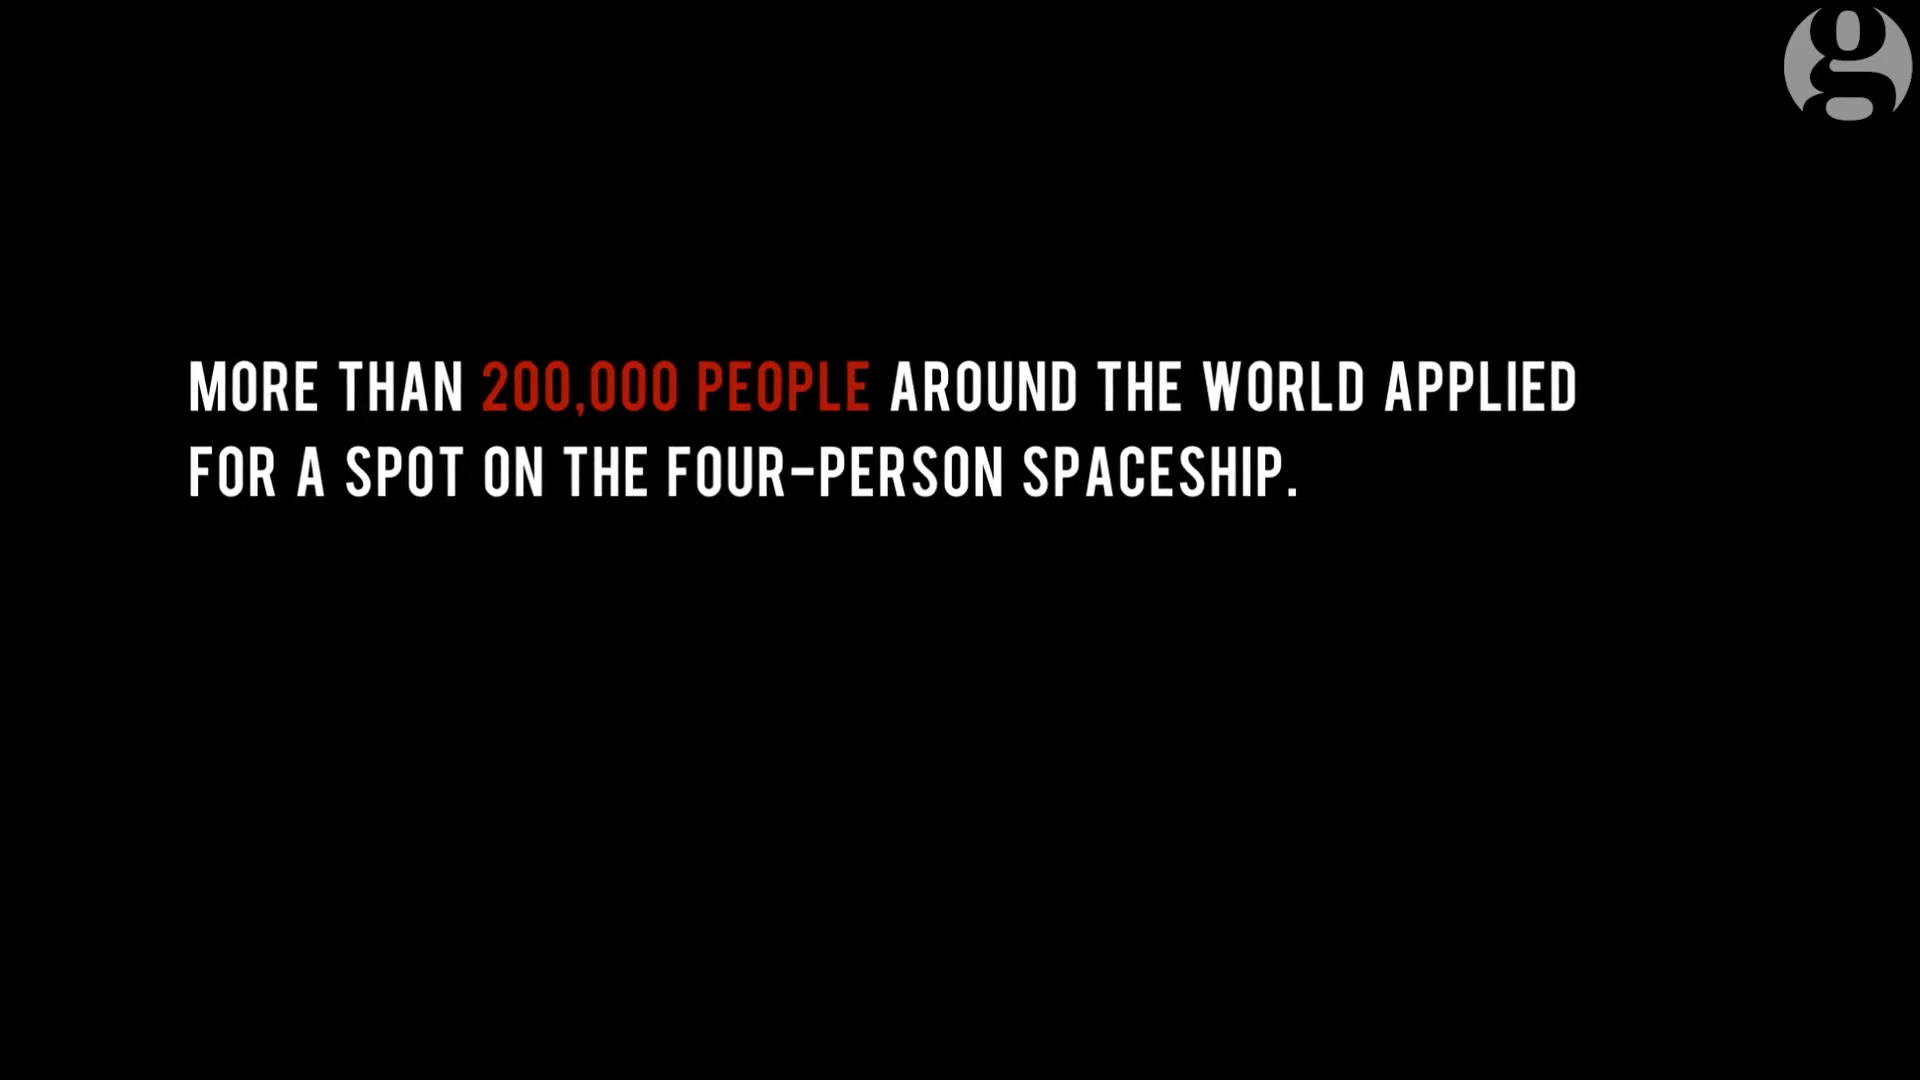 g
MORE THAN 200,000 PEOPLE AROUND THE WORLD APPLIED
FOR A SPOT ON THE FOUR-PERSON SPACESHIP.